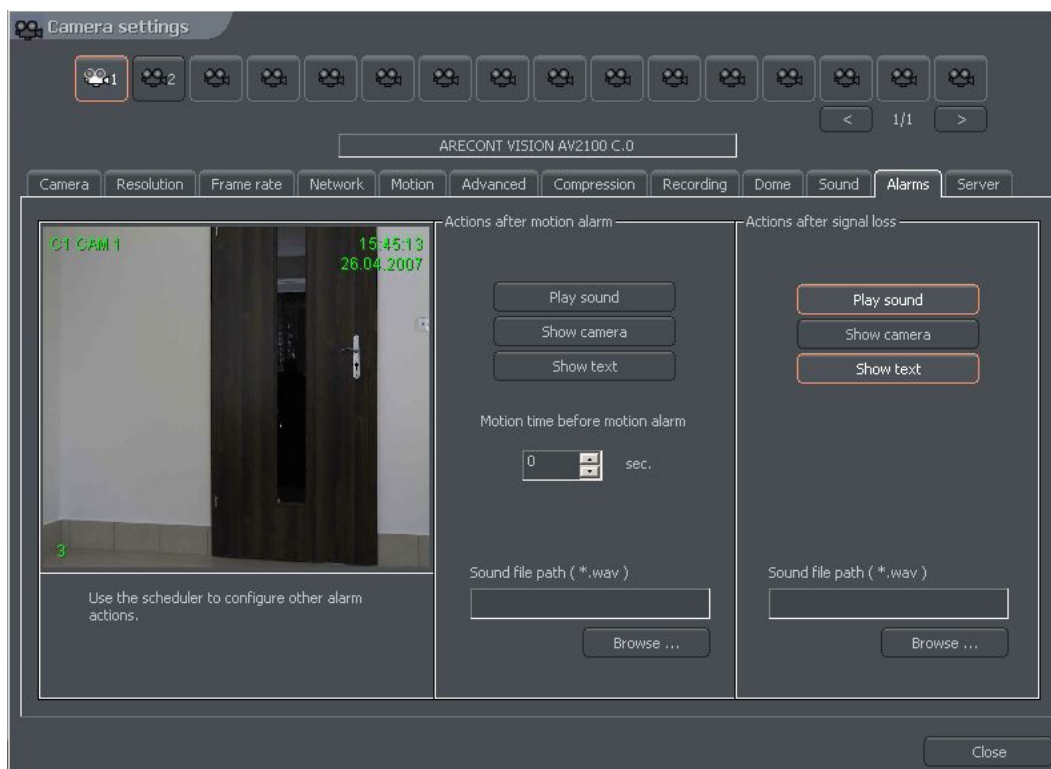 Camera settings
1
2
<
1/1
>
ARECONT VISION AV2100 C.0
Camera
Resolution
Frame rate
Network
Motion
Advanced
Compression
Recording
Dome
Sound
Alarms
Server
C1 CAM 1
15:45:13
26.04.2007
3
Use the scheduler to configure other alarm
actions.
Actions after motion alarm
Play sound
Show camera
Show text
Motion time before motion alarm
0
sec.
Sound file path ( *.wav )
Browse ...
Actions after signal loss
Play sound
Show camera
Show text
Sound file path ( *.wav )
Browse ...
Close